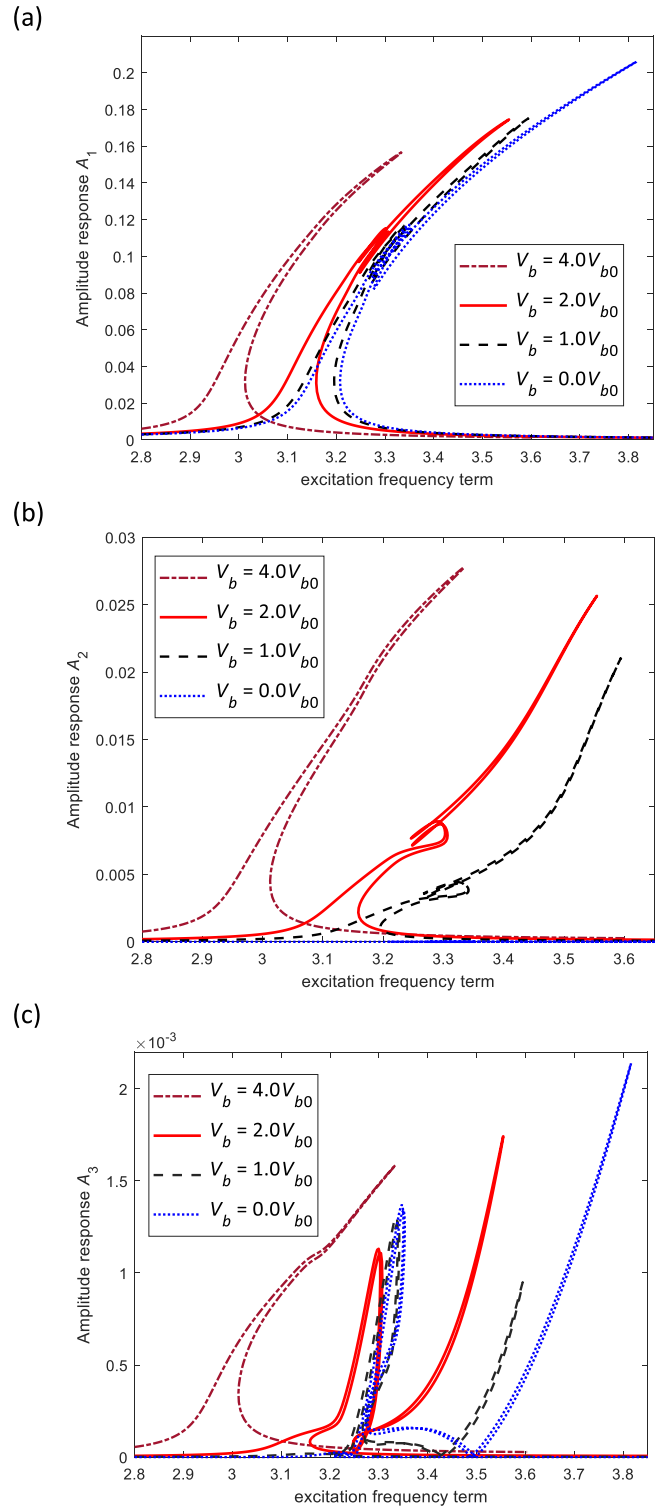 (a)
0.2
0.18
0.16
0.14
0.12
0.1
0.08
0.06
0.04
0.02
0
Amplitude response A1
V_b = 4.0V_b0
V_b = 2.0V_b0
V_b = 1.0V_b0
V_b = 0.0V_b0
2.8 2.9 3 3.1 3.2 3.3 3.4 3.5 3.6 3.7 3.8
excitation frequency term
(b)
0.03
0.025
0.02
0.015
0.01
0.005
0
Amplitude response A2
V_b = 4.0V_b0
V_b = 2.0V_b0
V_b = 1.0V_b0
V_b = 0.0V_b0
2.8 2.9 3 3.1 3.2 3.3 3.4 3.5 3.6
excitation frequency term
(c)
×10^-3
2
1.5
1
0.5
0
Amplitude response A3
V_b = 4.0V_b0
V_b = 2.0V_b0
V_b = 1.0V_b0
V_b = 0.0V_b0
2.8 2.9 3 3.1 3.2 3.3 3.4 3.5 3.6 3.7 3.8
excitation frequency term